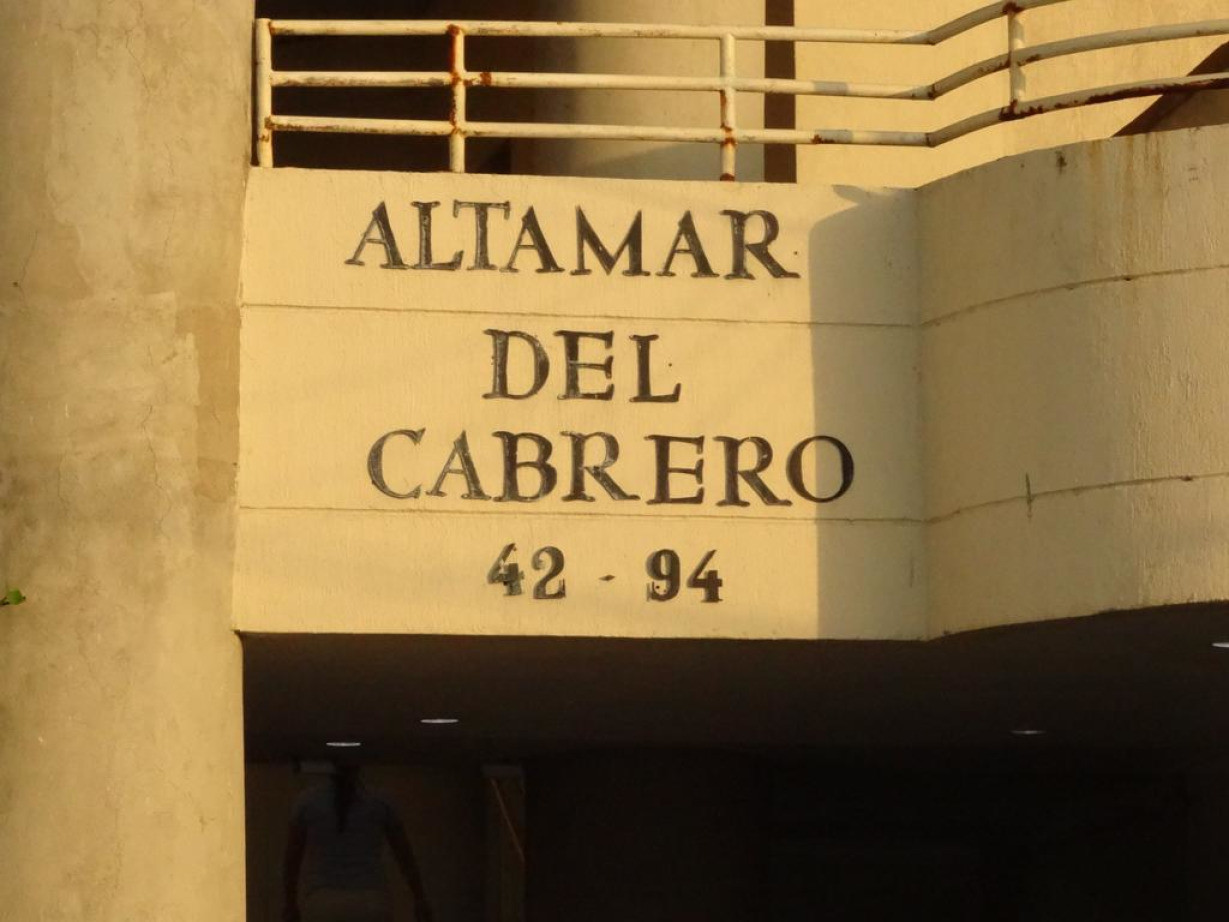 ALTAMAR
DEL
CABRERO
42 - 94